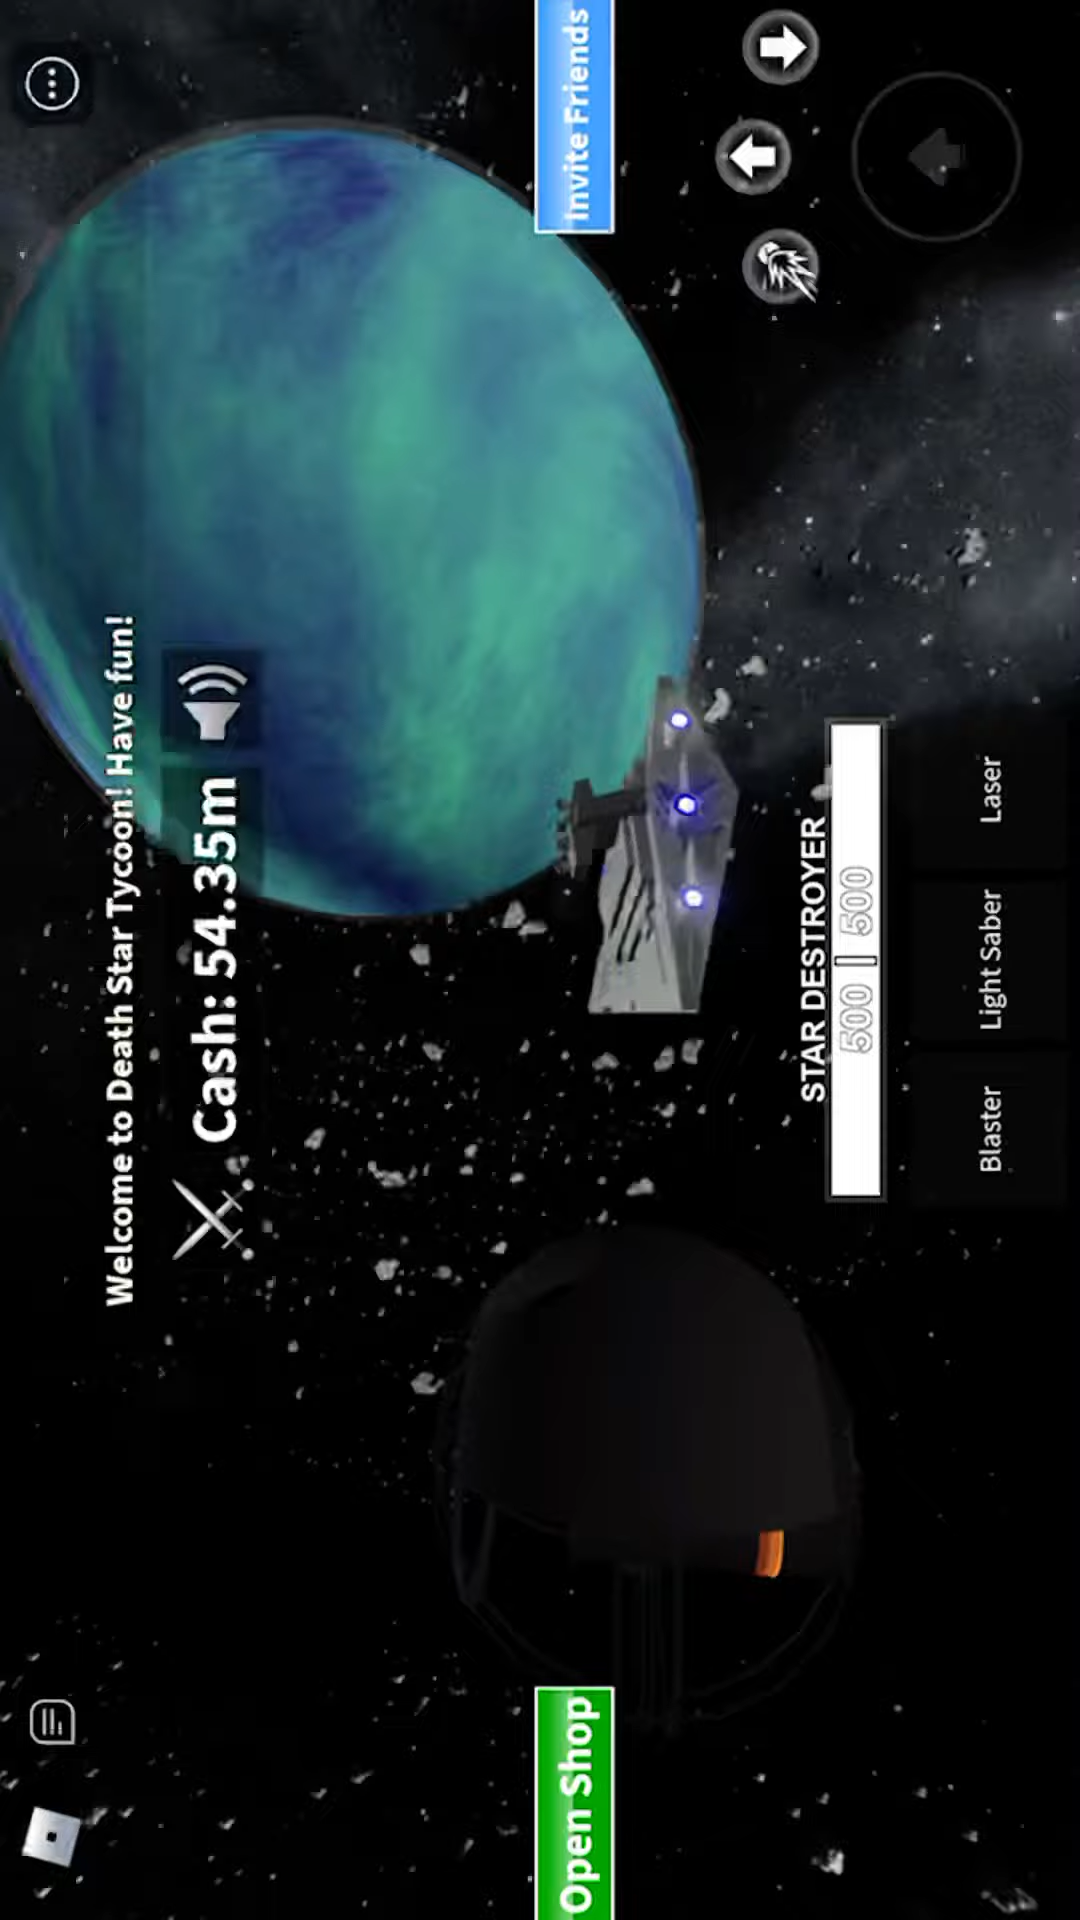 Welcome to Death Star Tycoon! Have fun!
Cash: 54.35m
Open Shop
Invite Friends
STAR DESTROYER
500 | 500
Blaster
Light Saber
Laser